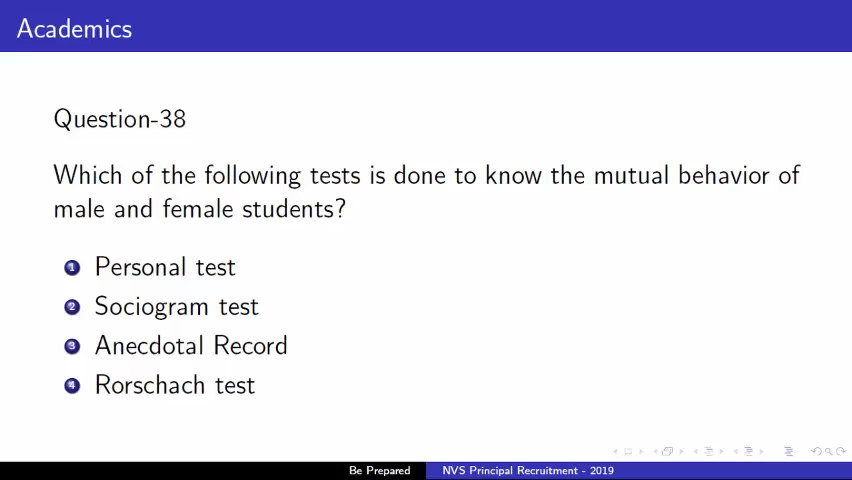 Academics
Question-38
Which of the following tests is done to know the mutual behavior of
male and female students?
1 Personal test
2 Sociogram test
3 Anecdotal Record
4 Rorschach test
Be Prepared NVS Principal Recruitment - 2019